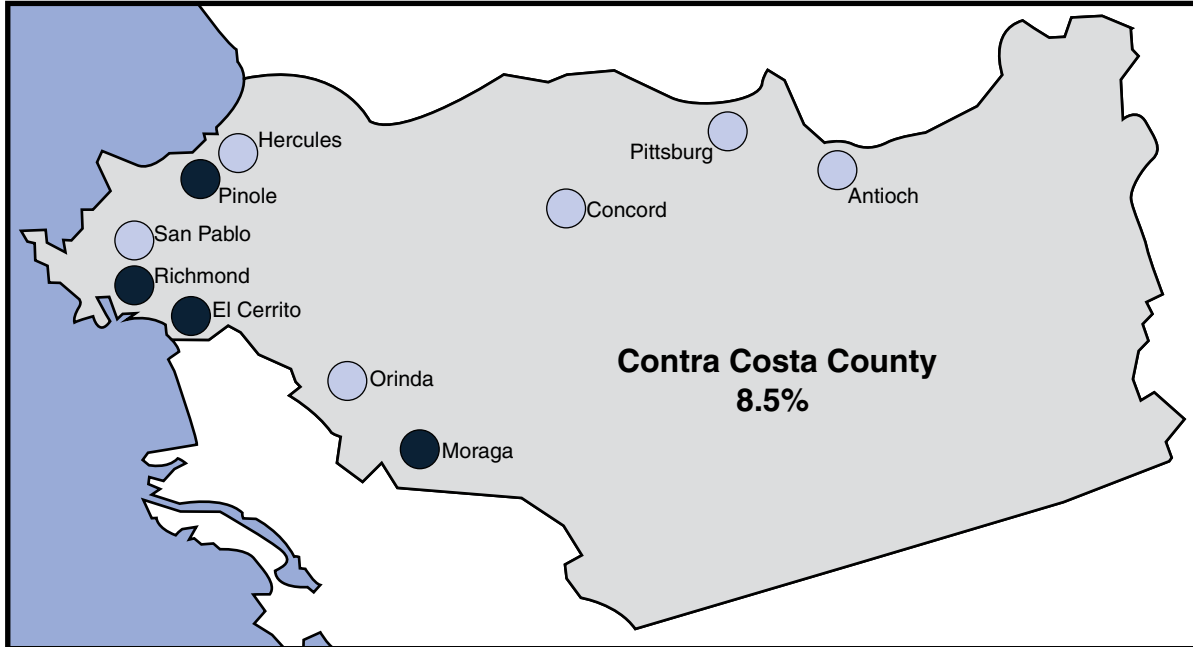 Hercules
Pittsburg
Pinole
Antioch
Concord
San Pablo
Richmond
El Cerrito
Contra Costa County
8.5%
Orinda
Moraga